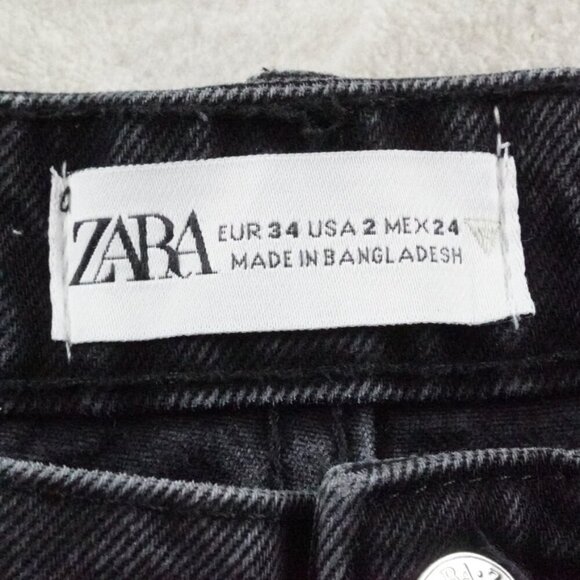 ZARA
EUR 34 USA 2 MEX 24
MADE IN BANGLADESH